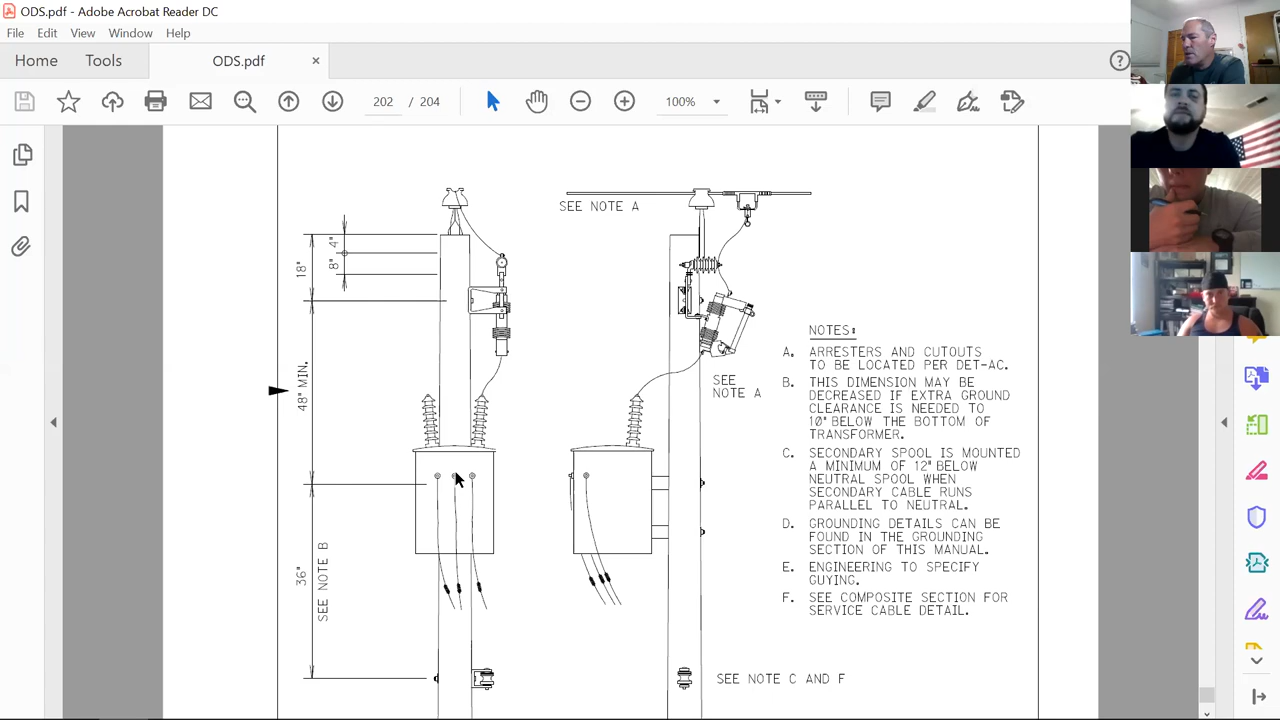 ODS.pdf - Adobe Acrobat Reader DC
File Edit View Window Help
Home Tools ODS.pdf ×
202 / 204 100%
SEE NOTE A
4"
8"
18"
48" MIN.
36"
SEE NOTE B
SEE
NOTE A
NOTES:
A. ARRESTERS AND CUTOUTS
TO BE LOCATED PER DET-AC.
B. THIS DIMENSION MAY BE
DECREASED IF EXTRA GROUND
CLEARANCE IS NEEDED TO
10" BELOW THE BOTTOM OF
TRANSFORMER.
C. SECONDARY SPOOL IS MOUNTED
A MINIMUM OF 12" BELOW
NEUTRAL SPOOL WHEN
SECONDARY CABLE RUNS
PARALLEL TO NEUTRAL.
D. GROUNDING DETAILS CAN BE
FOUND IN THE GROUNDING
SECTION OF THIS MANUAL.
E. ENGINEERING TO SPECIFY
GUYING.
F. SEE COMPOSITE SECTION FOR
SERVICE CABLE DETAIL.
SEE NOTE C AND F